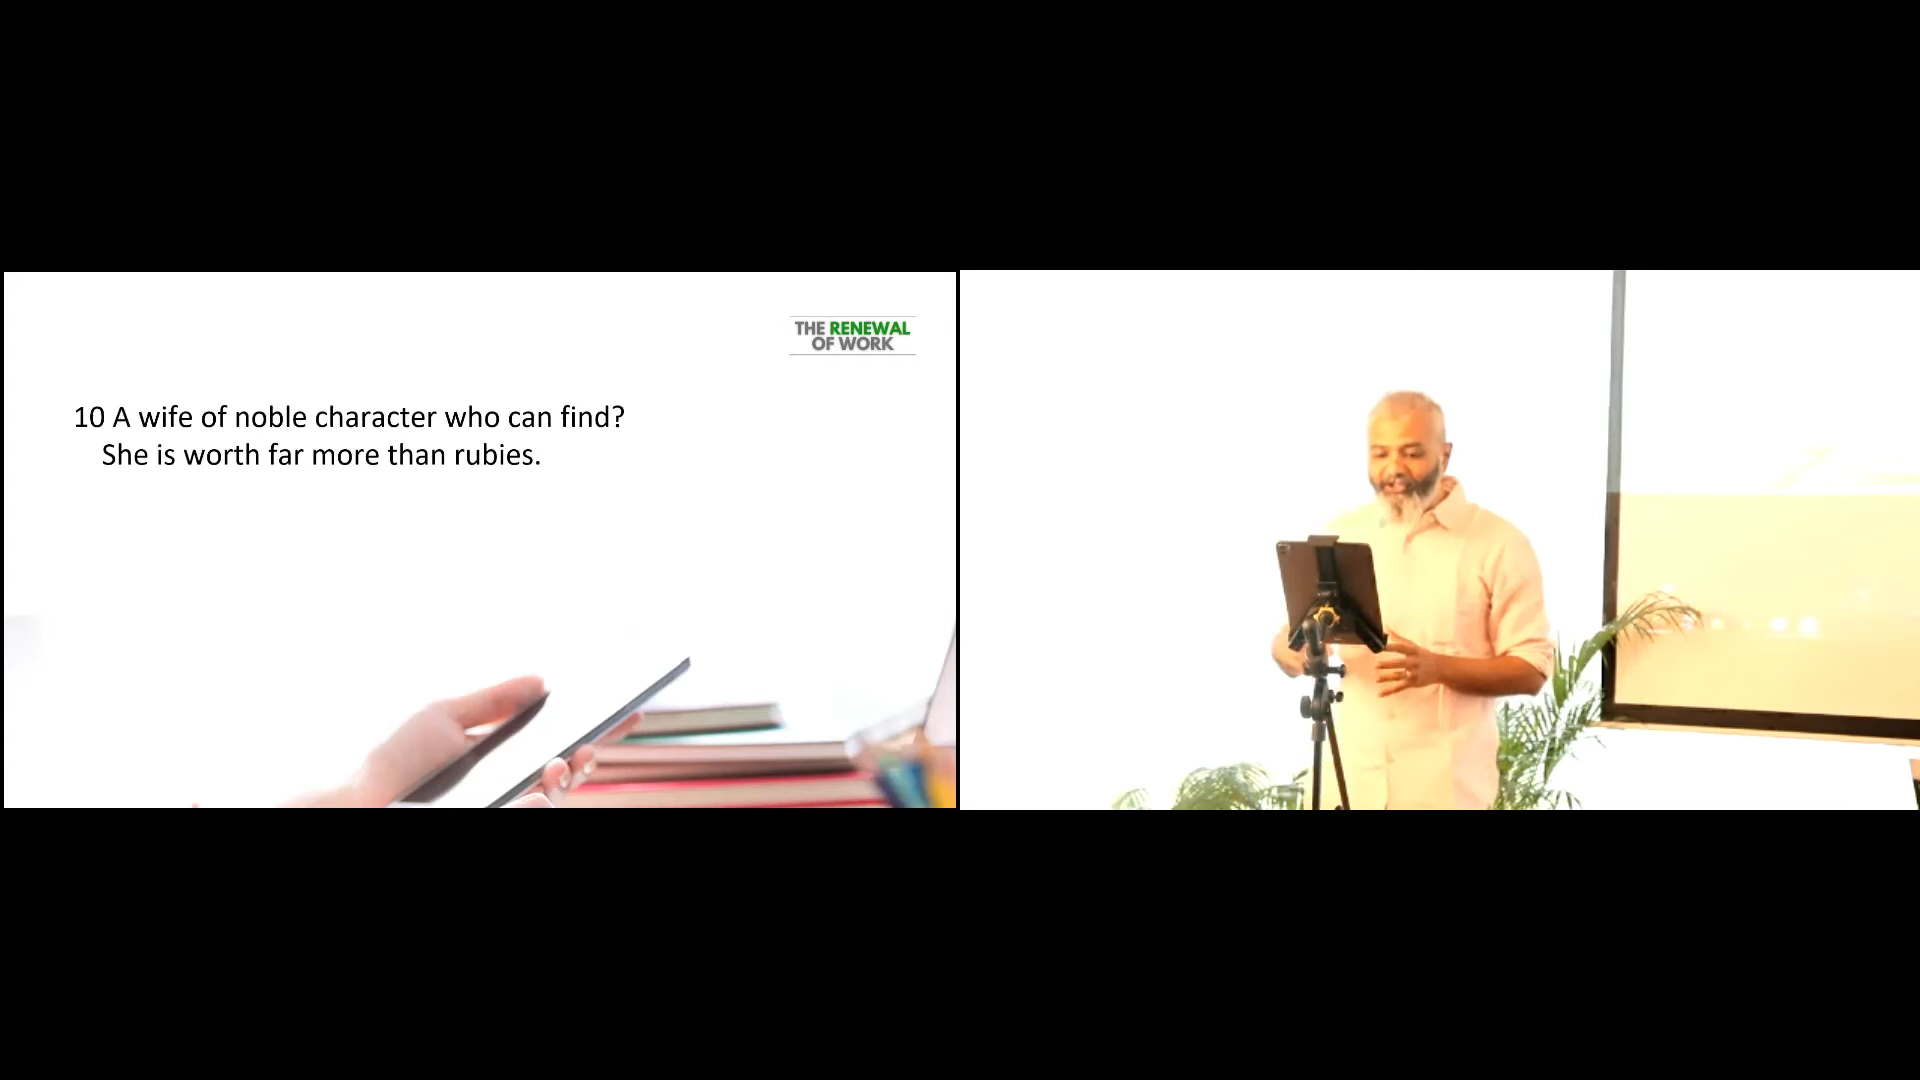 THE RENEWAL
OF WORK
10 A wife of noble character who can find?
She is worth far more than rubies.